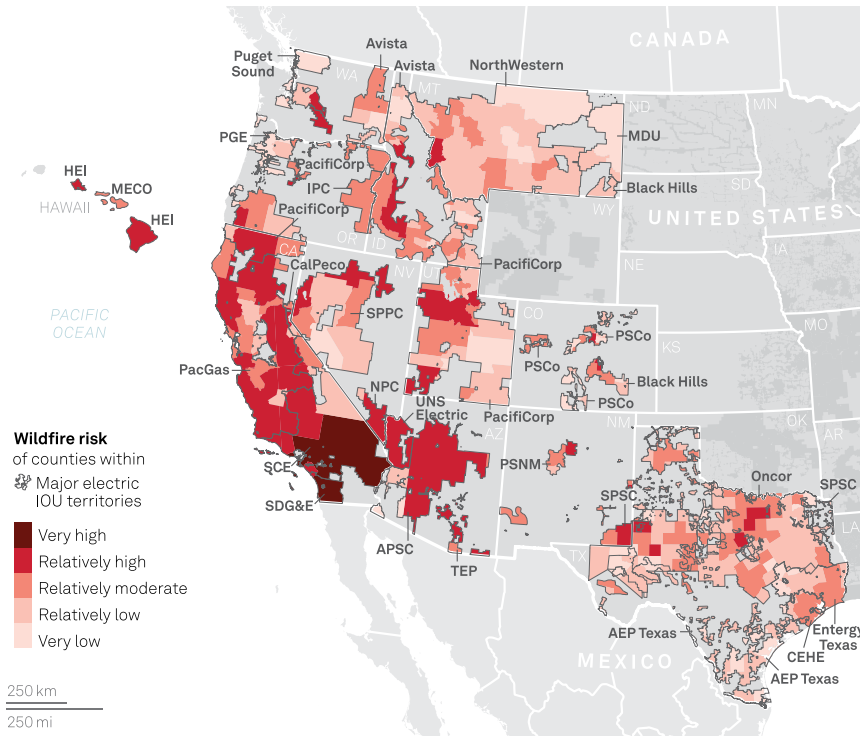 CANADA
Avista
Puget
Sound
Avista
NorthWestern
WA
MT
ND
MN
PGE
MDU
HEI
PacifiCorp
MECO
IPC
SD
Black Hills
HAWAII
PacifiCorp
WY
UNITED STATES
HEI
OR
ID
IA
CA
CalPeco
NV
UT
PacifiCorp
NE
PACIFIC
OCEAN
SPPC
CO
MO
PSCo
KS
PacGas
PSCo
NPC
Black Hills
UNS
Electric
PSCo
PacifiCorp
OK
Wildfire risk
of counties within
Major electric
IOU territories
AZ
NM
AR
SCE
PSNM
Oncor
SPSC
SPSC
SDG&E
Very high
LA
Relatively high
APSC
TX
TEP
Relatively moderate
Relatively low
AEP Texas
Entergy
Texas
Very low
CEHE
MEXICO
AEP Texas
250 km
250 mi